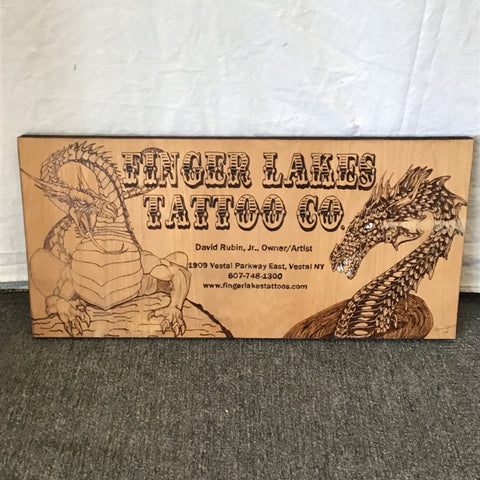 FINGER LAKES
TATTOO CO.
David Rubin, Jr., Owner/Artist
1909 Vestal Parkway East, Vestal NY
607-748-1300
www.fingerlakestattoos.com